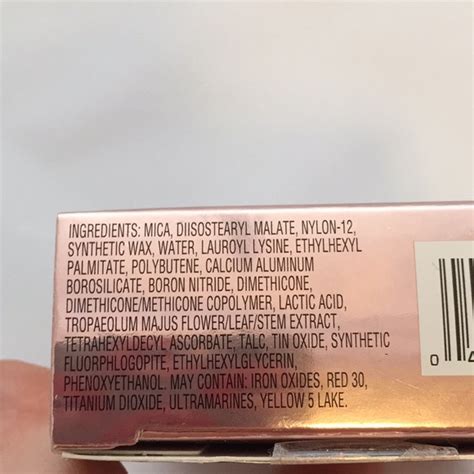 INGREDIENTS: MICA, DIISOSTEARYL MALATE, NYLON-12,
SYNTHETIC WAX, WATER, LAUROYL LYSINE, ETHYLHEXYL
PALMITATE, POLYBUTENE, CALCIUM ALUMINUM
BOROSILICATE, BORON NITRIDE, DIMETHICONE,
DIMETHICONE/METHICONE COPOLYMER, LACTIC ACID,
TROPAEOLUM MAJUS FLOWER/LEAF/STEM EXTRACT,
TETRAHEXYLDECYL ASCORBATE, TALC, TIN OXIDE, SYNTHETIC
FLUORPHLOGOPITE, ETHYLHEXYLGLYCERIN,
PHENOXYETHANOL. MAY CONTAIN: IRON OXIDES, RED 30,
TITANIUM DIOXIDE, ULTRAMARINES, YELLOW 5 LAKE.
0